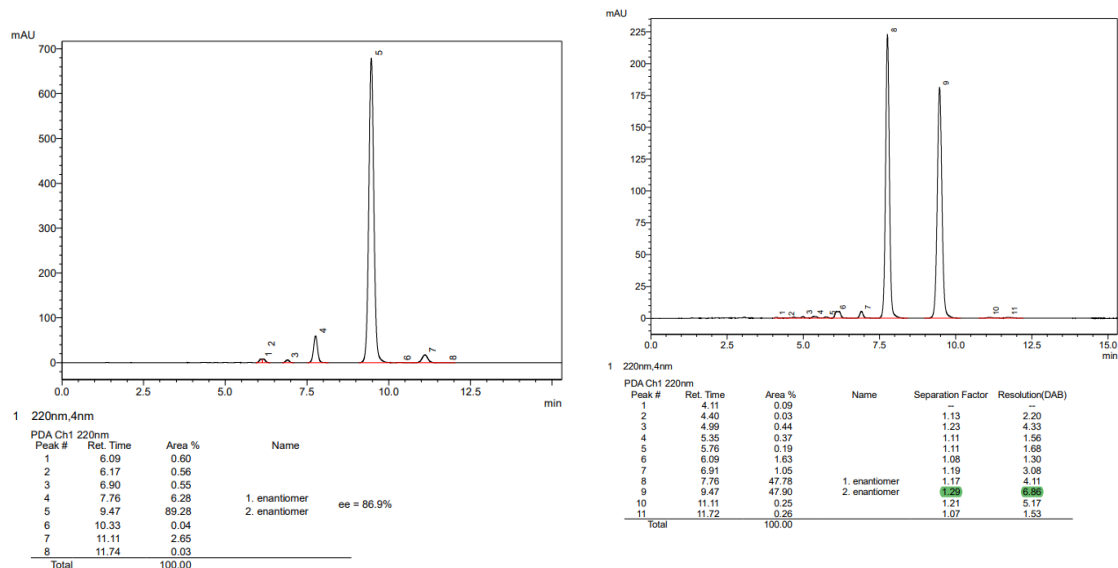 mAU
700
600
500
400
300
200
100
0
5
4
2
1
3
6
7
8
0.0 2.5 5.0 7.5 10.0 12.5
min
1 220nm,4nm
PDA Ch1 220nm
Peak # Ret. Time Area % Name
1 6.09 0.60
2 6.17 0.56
3 6.90 0.55
4 7.76 6.28 1. enantiomer
5 9.47 89.28 2. enantiomer
ee = 86.9%
6 10.33 0.04
7 11.11 2.65
8 11.74 0.03
Total 100.00
mAU
225
200
175
150
125
100
75
50
25
0
8
9
1
2
3
4
5
6
7
10
11
0.0 2.5 5.0 7.5 10.0 12.5 15.0
min
1 220nm,4nm
PDA Ch1 220nm
Peak # Ret. Time Area % Name Separation Factor Resolution(DAB)
1 4.11 0.09 -- --
2 4.40 0.03 1.13 2.20
3 4.99 0.44 1.23 4.33
4 5.35 0.37 1.11 1.56
5 5.76 0.19 1.11 1.68
6 6.09 1.63 1.08 1.30
7 6.91 1.05 1.19 3.08
8 7.76 47.78 1. enantiomer 1.17 4.11
9 9.47 47.90 2. enantiomer 1.29 6.86
10 11.11 0.25 1.21 5.17
11 11.72 0.26 1.07 1.53
Total 100.00